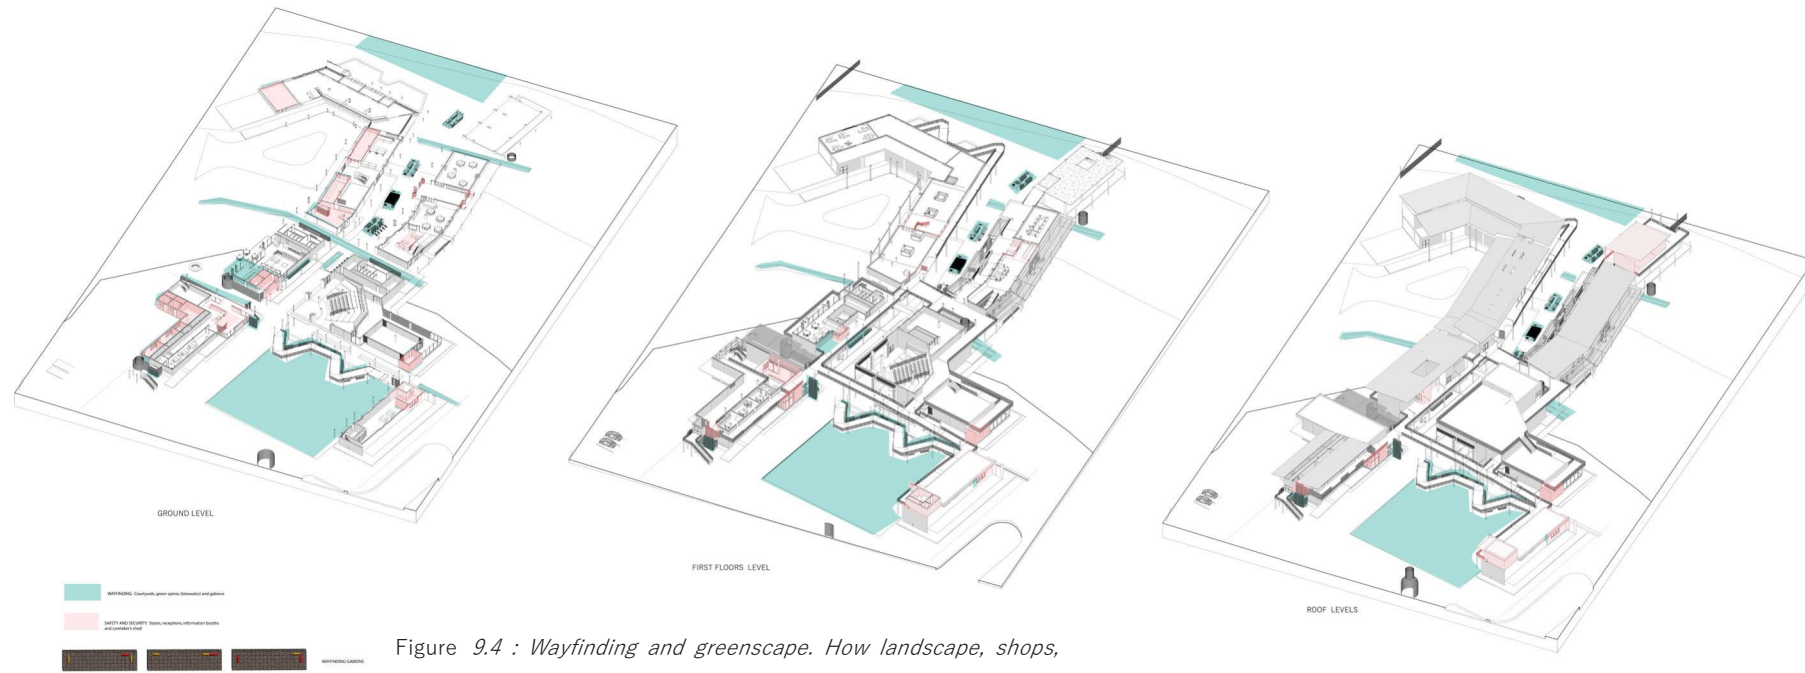 GROUND LEVEL
FIRST FLOORS LEVEL
ROOF LEVELS
WAYFINDING: Courtyards, green spines (bioswales) and gabions
SAFETY AND SECURITY: Stores, receptions, information booths
and caretaker's shed
WAYFINDING GABIONS
Figure 9.4 : Wayfinding and greenscape. How landscape, shops,